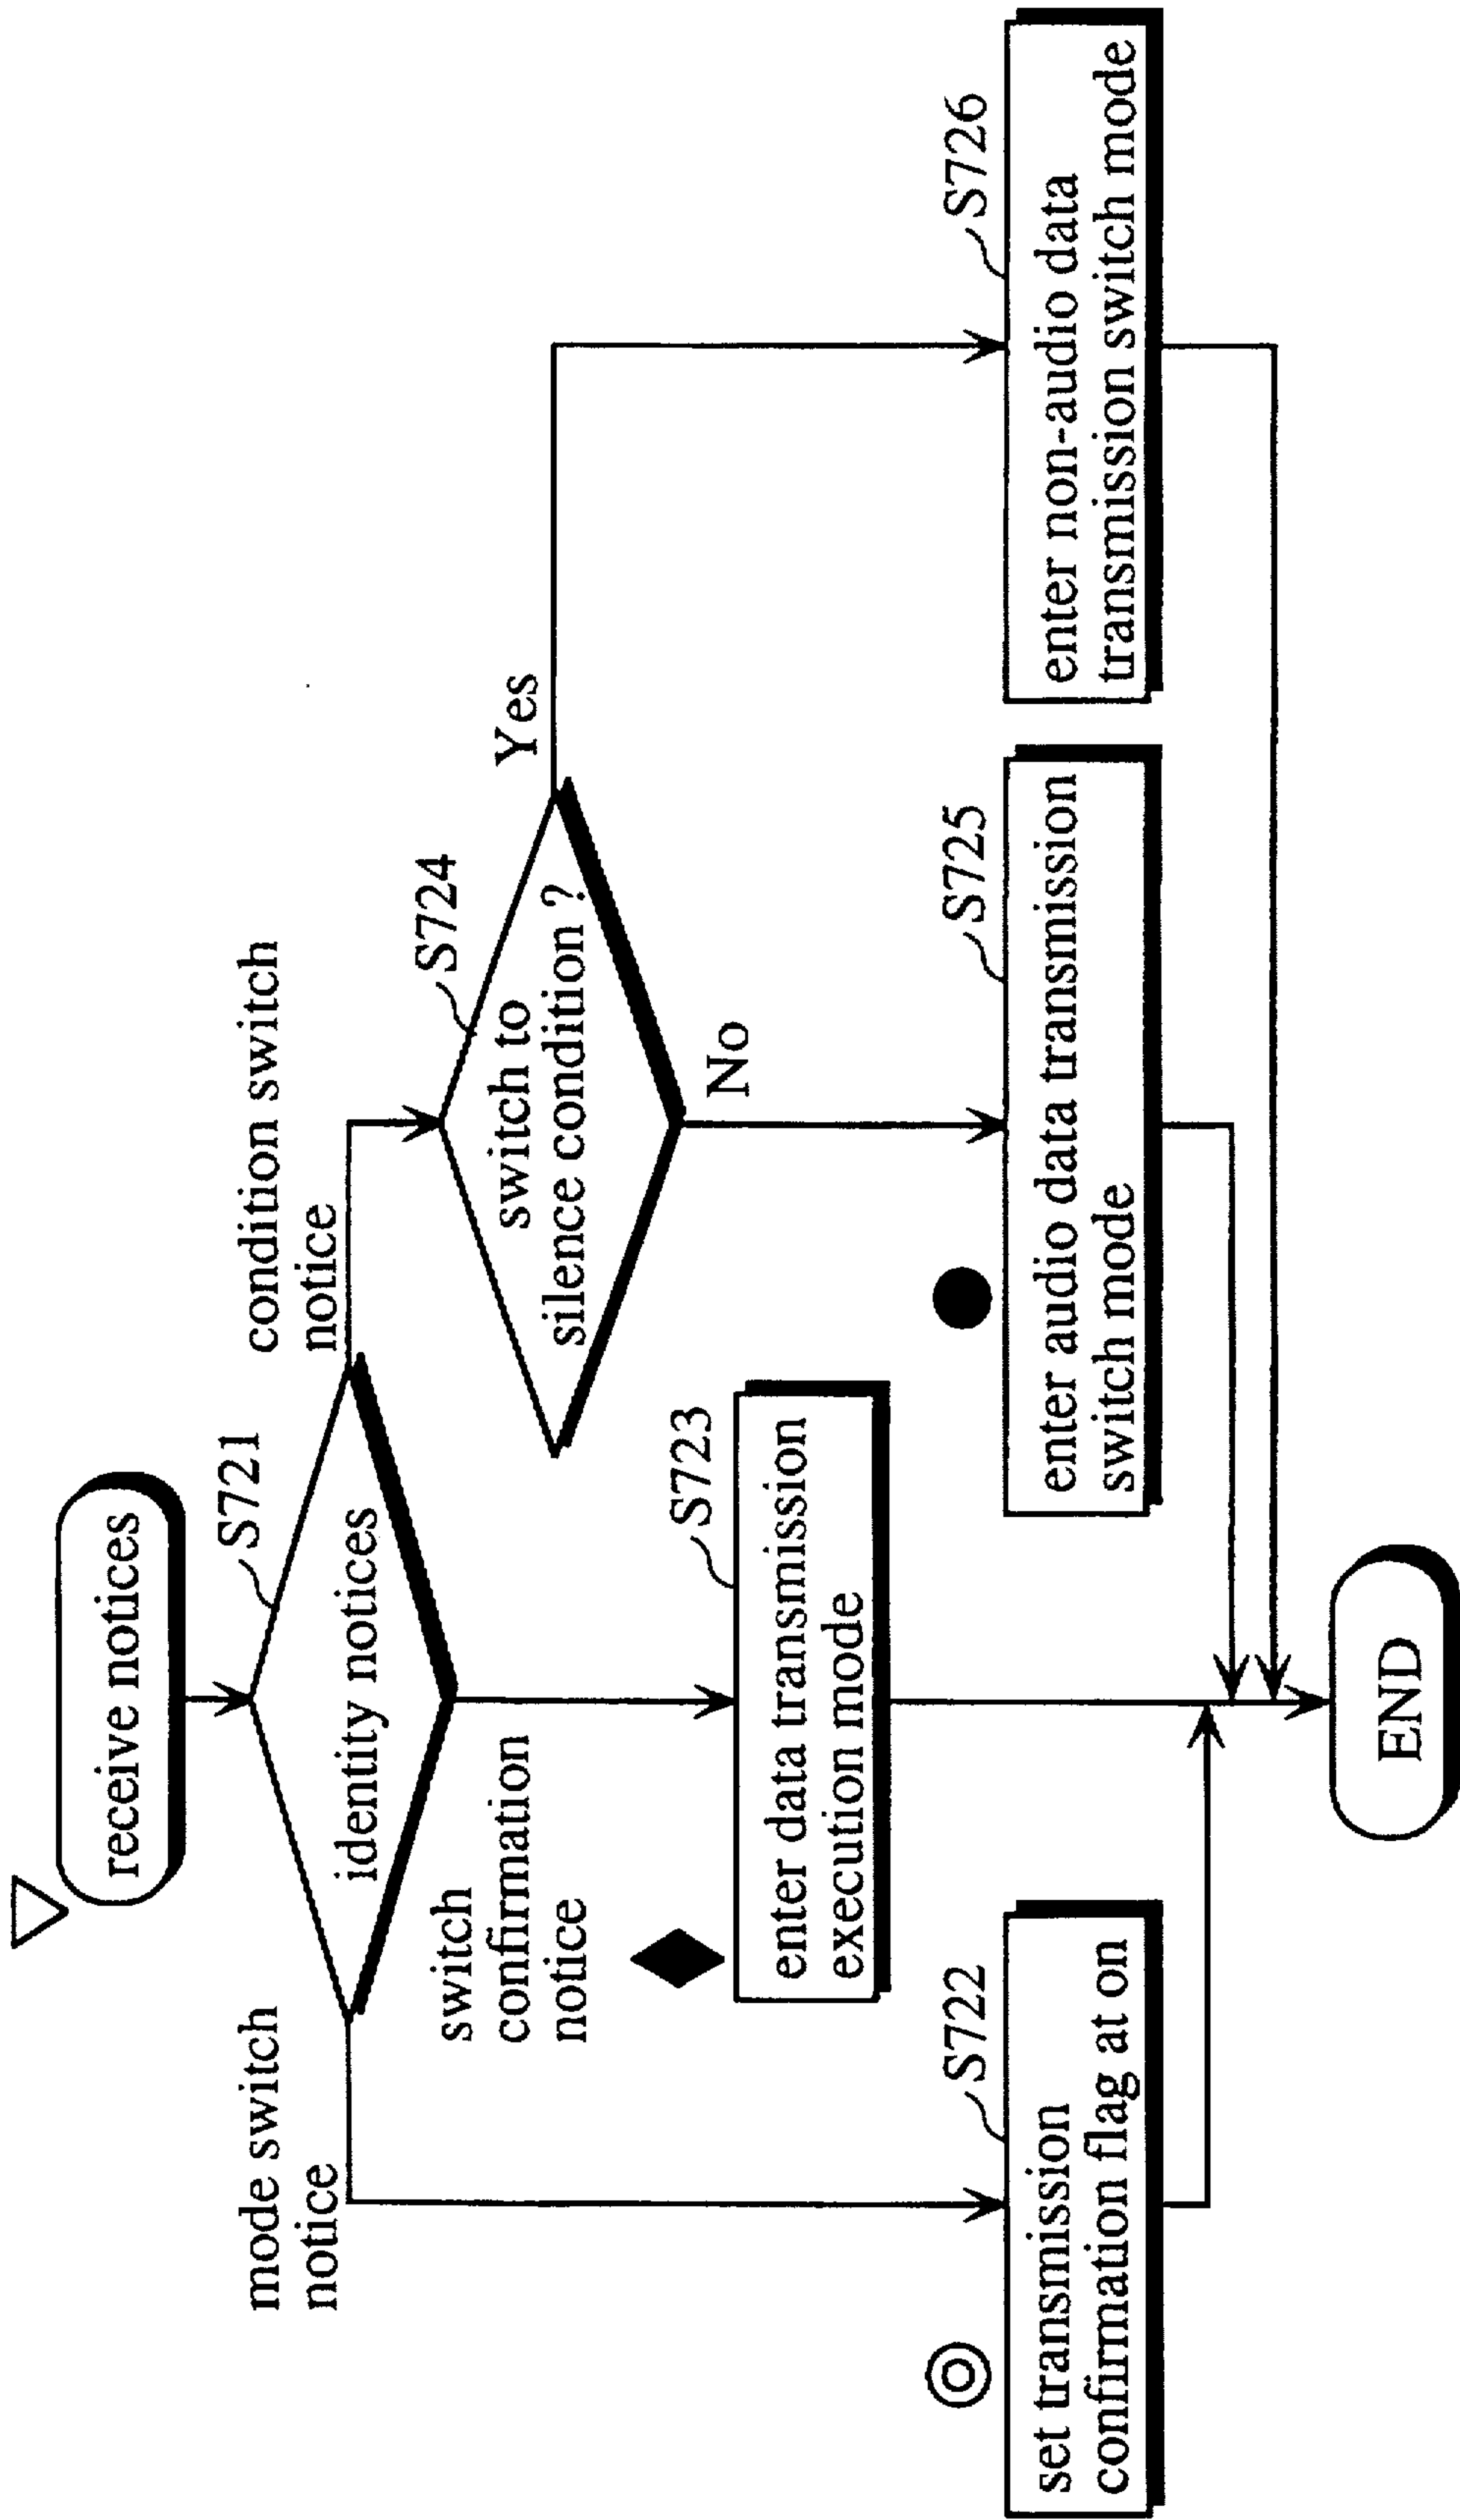 receive notices
S721
identity notices
mode switch
notice
switch
confirmation
notice
condition switch
notice
S724
switch to
silence condition ?
Yes
No
S722
set transmission
confirmation flag at on
S723
enter data transmission
execution mode
S725
enter audio data transmission
switch mode
S726
enter non-audio data
transmission switch mode
END